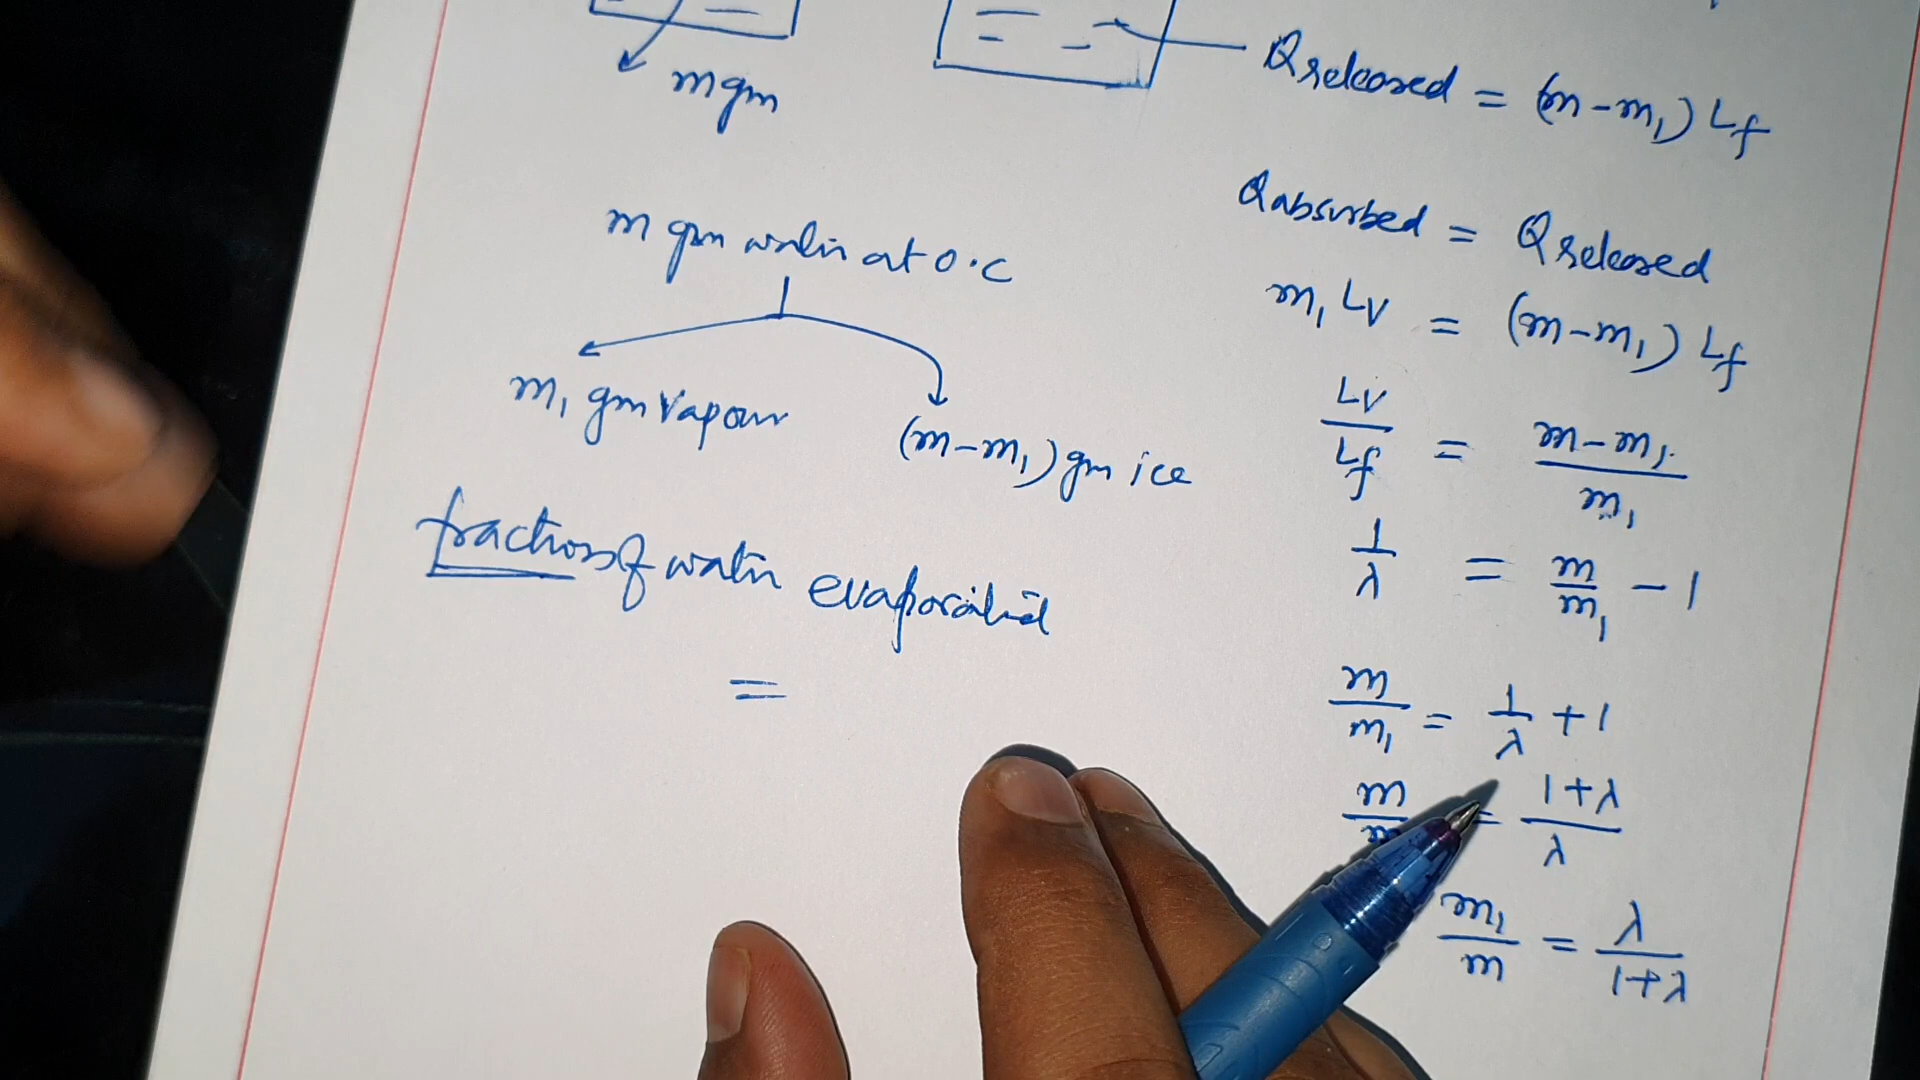 m gm
Qreleased = (m-m₁) Lf
m gm water at 0°C
m₁ gm vapour
(m-m₁) gm ice
fraction of water evaporated
=
Qabsorbed = Qreleased
m₁ Lv = (m-m₁) Lf
Lv/Lf = (m-m₁)/m₁
1/λ = m/m₁ - 1
m/m₁ = 1/λ + 1
= (1+λ)/λ
m₁/m = λ/(1+λ)